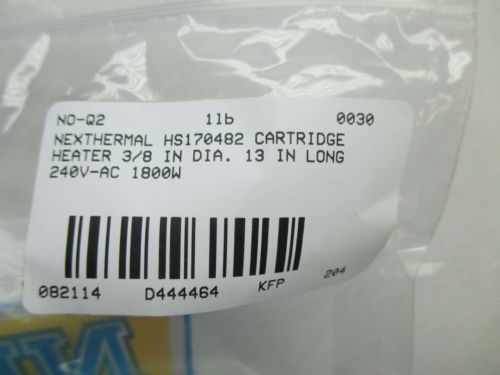 NO-Q2 1lb 0030
NEXTHERMAL HS170482 CARTRIDGE
HEATER 3/8 IN DIA. 13 IN LONG
240V-AC 1800W
082114 D444464 KFP 204